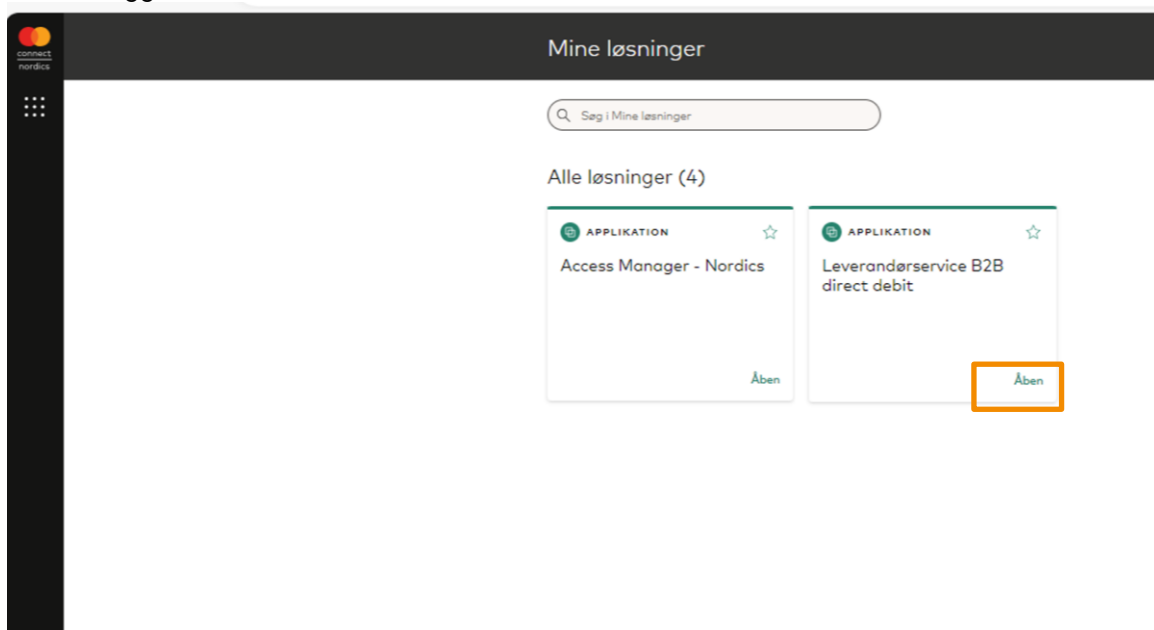 connect
nordics
Mine løsninger
Søg i Mine løsninger
Alle løsninger (4)
APPLIKATION
Access Manager - Nordics
Åben
APPLIKATION
Leverandørservice B2B
direct debit
Åben